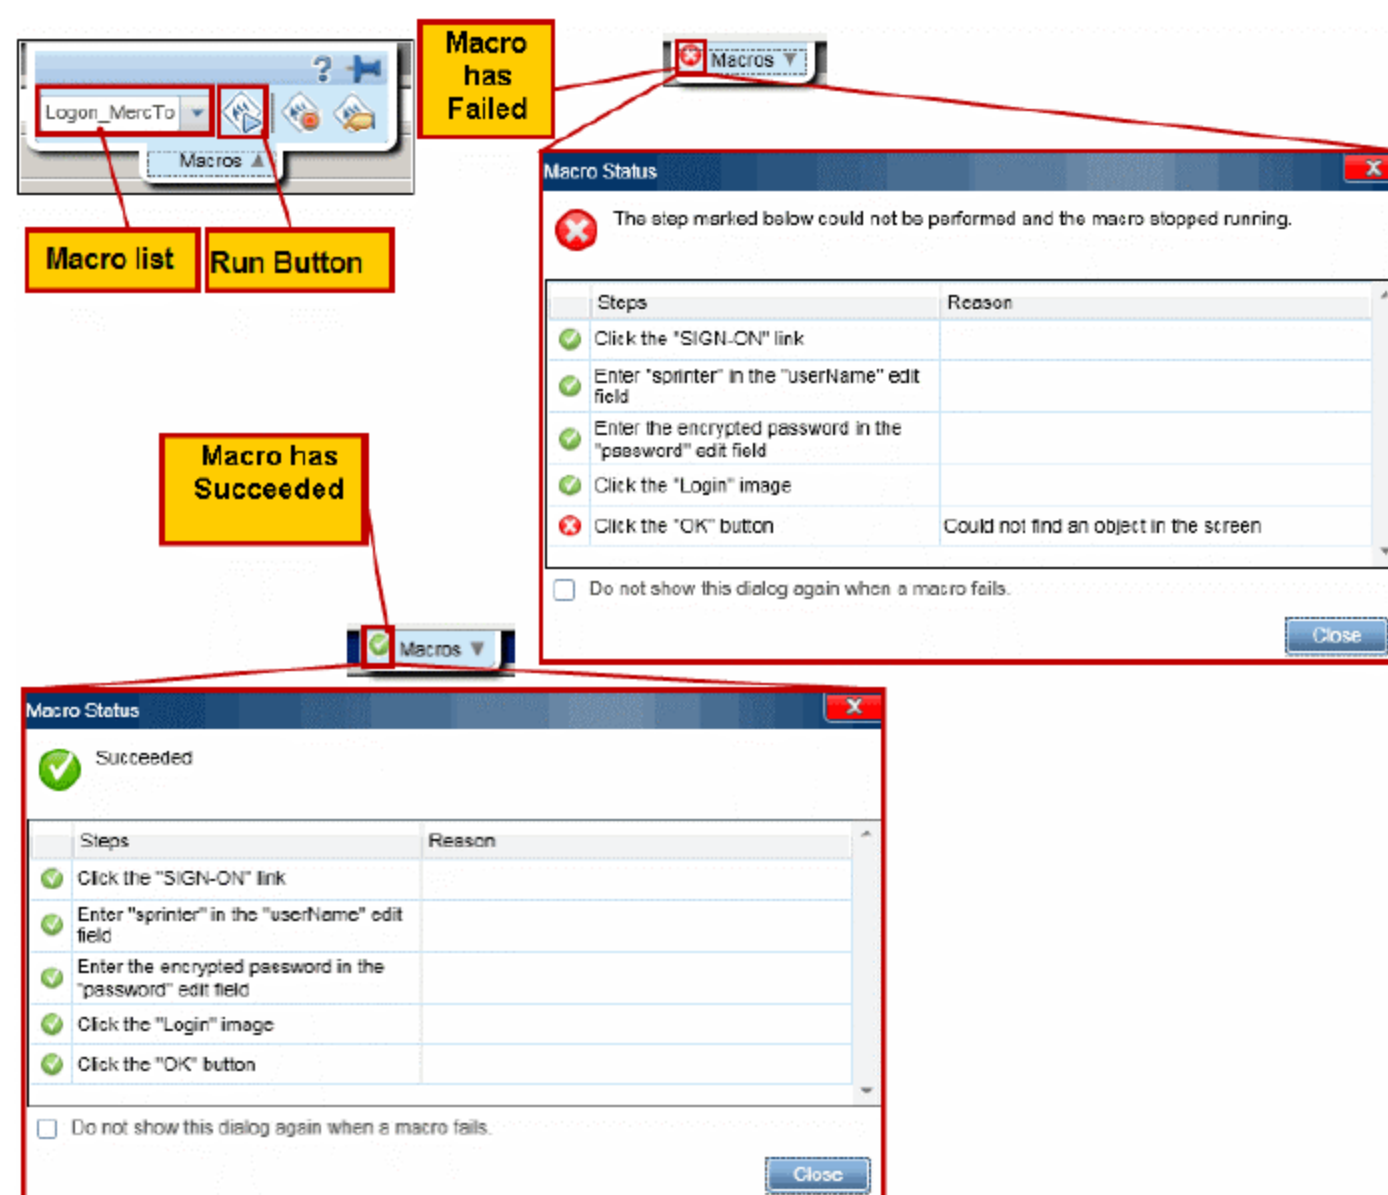 Logon_MercTo
?
Macros
Macro list
Run Button
Macro
has
Failed
Macros
Macro Status
X
The step marked below could not be performed and the macro stopped running.
Steps Reason
Click the "SIGN-ON" link
Enter "sprinter" in the "userName" edit
field
Enter the encrypted password in the
"password" edit field
Click the "Login" image
Click the "OK" button Could not find an object in the screen
Do not show this dialog again when a macro fails.
Close
Macro has
Succeeded
Macros
Macro Status
X
Succeeded
Steps Reason
Click the "SIGN-ON" link
Enter "sprinter" in the "userName" edit
field
Enter the encrypted password in the
"password" edit field
Click the "Login" image
Click the "OK" button
Do not show this dialog again when a macro fails.
Close